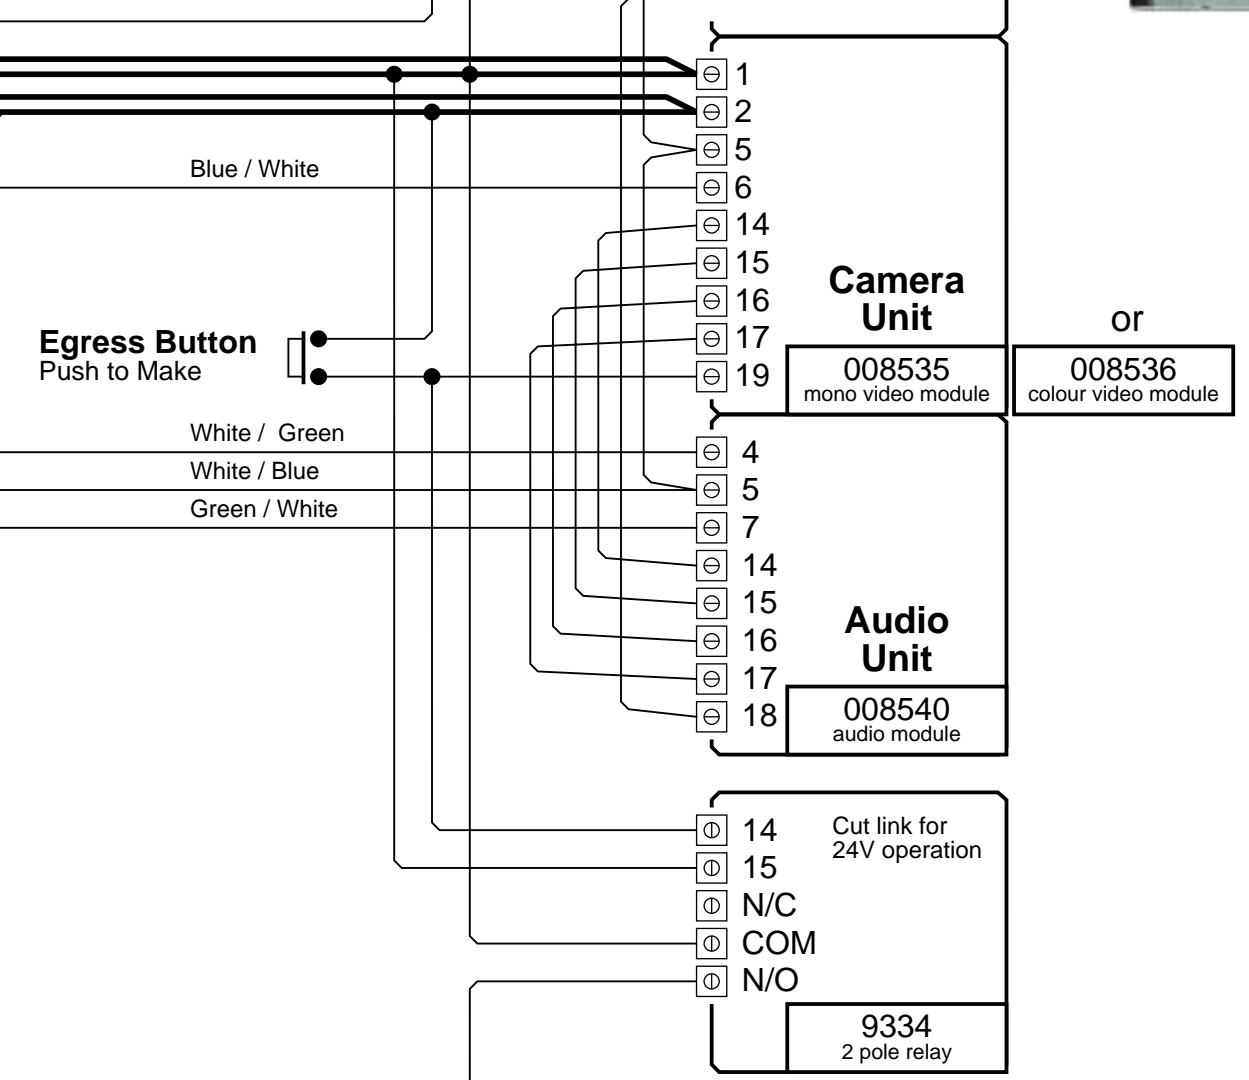 1
2
5
Blue / White
6
14
15
16
17
19
Camera
Unit
or
008535
mono video module
008536
colour video module
Egress Button
Push to Make
White /  Green
White / Blue
Green / White
4
5
7
14
15
16
17
18
Audio
Unit
008540
audio module
14
15
N/C
COM
N/O
Cut link for
24V operation
9334
2 pole relay